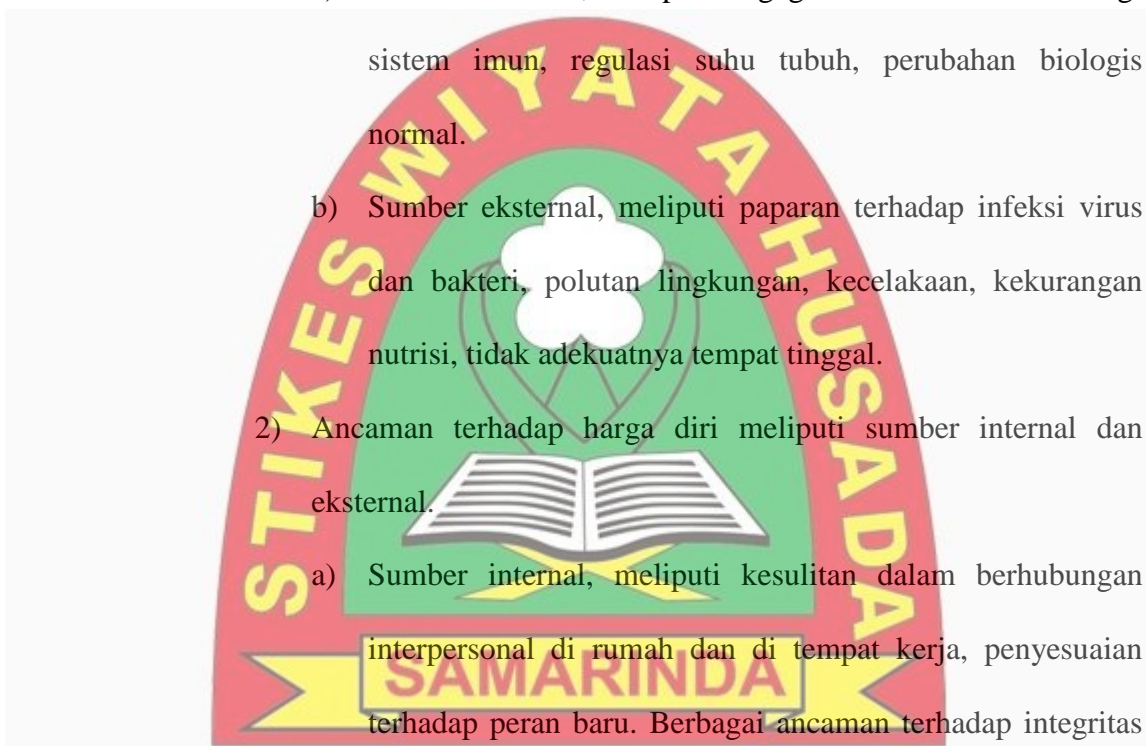 sistem imun, regulasi suhu tubuh, perubahan biologis
normal.
b) Sumber eksternal, meliputi paparan terhadap infeksi virus
dan bakteri, polutan lingkungan, kecelakaan, kekurangan
nutrisi, tidak adekuatnya tempat tinggal.
2) Ancaman terhadap harga diri meliputi sumber internal dan
eksternal.
a) Sumber internal, meliputi kesulitan dalam berhubungan
interpersonal di rumah dan di tempat kerja, penyesuaian
terhadap peran baru. Berbagai ancaman terhadap integritas
STIKES WIYATA HUSADA
SAMARINDA